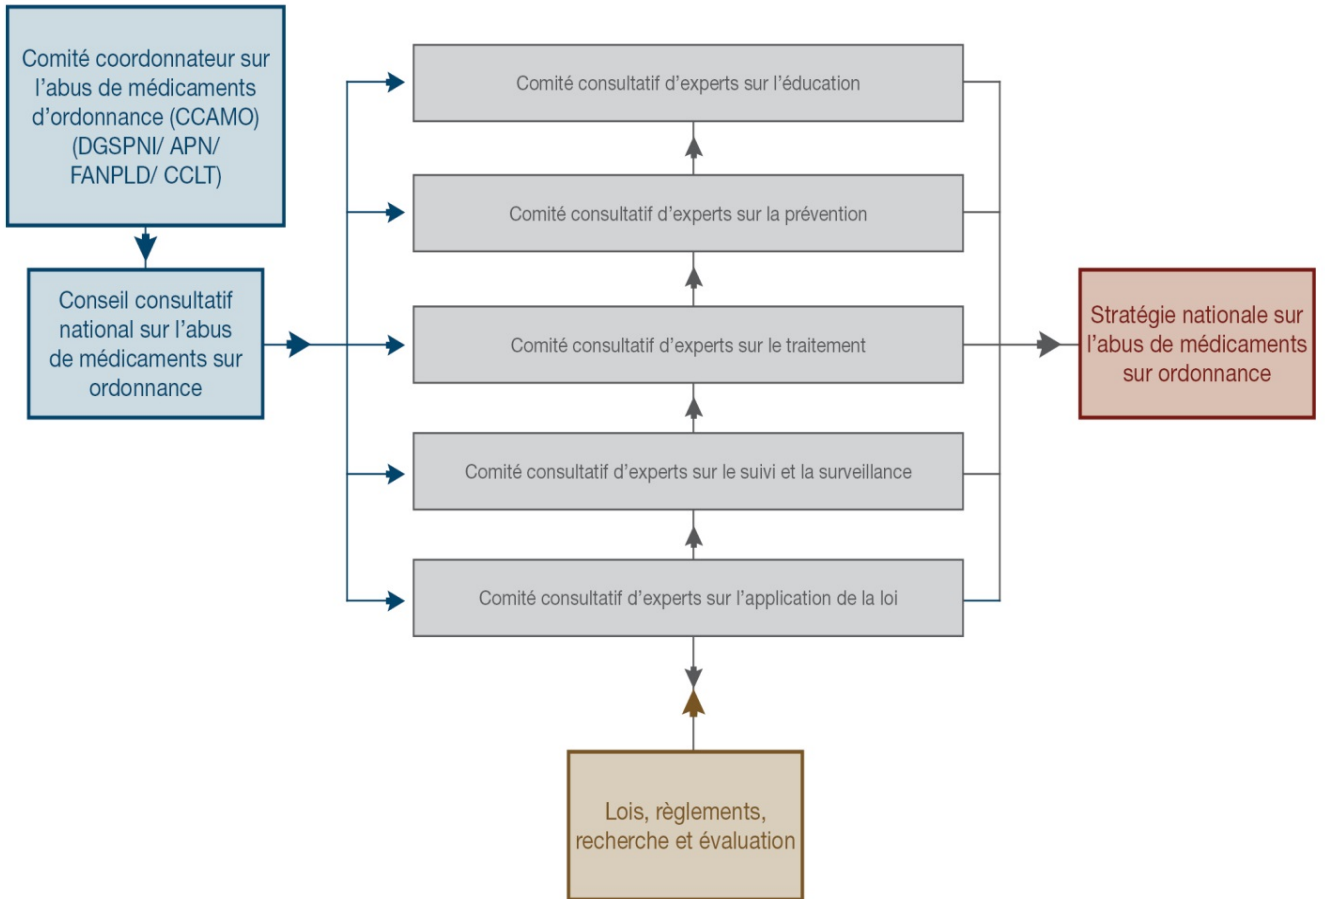 Comité coordonnateur sur
l'abus de médicaments
d'ordonnance (CCAMO)
(DGSPNI/ APN/
FANPLD/ CCLT)
Conseil consultatif
national sur l'abus
de médicaments sur
ordonnance
Comité consultatif d'experts sur l'éducation
Comité consultatif d'experts sur la prévention
Comité consultatif d'experts sur le traitement
Comité consultatif d'experts sur le suivi et la surveillance
Comité consultatif d'experts sur l'application de la loi
Stratégie nationale sur
l'abus de médicaments
sur ordonnance
Lois, règlements,
recherche et évaluation